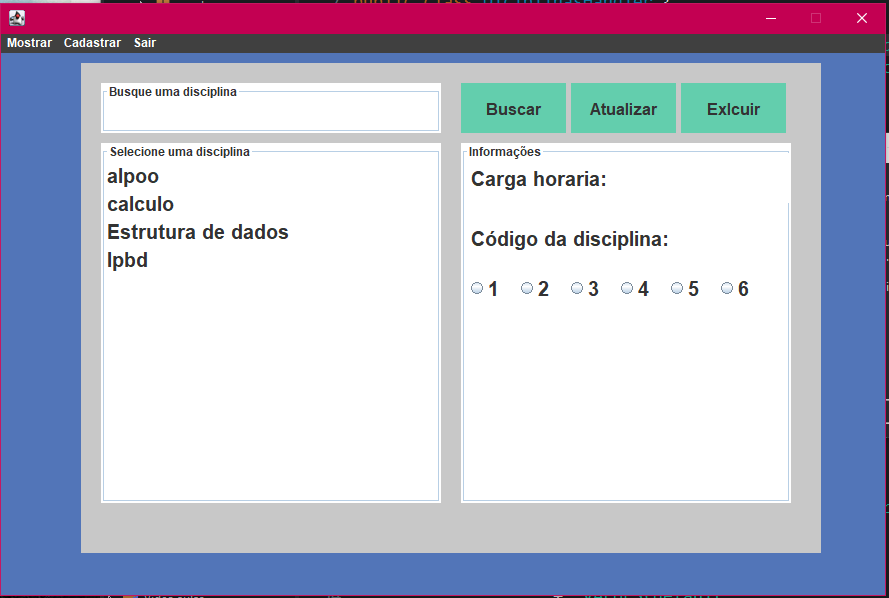 Mostrar Cadastrar Sair
Busque uma disciplina
Buscar Atualizar Exlcuir
Selecione uma disciplina
alpoo
calculo
Estrutura de dados
lpbd
Informações
Carga horaria:
Código da disciplina:
1 2 3 4 5 6